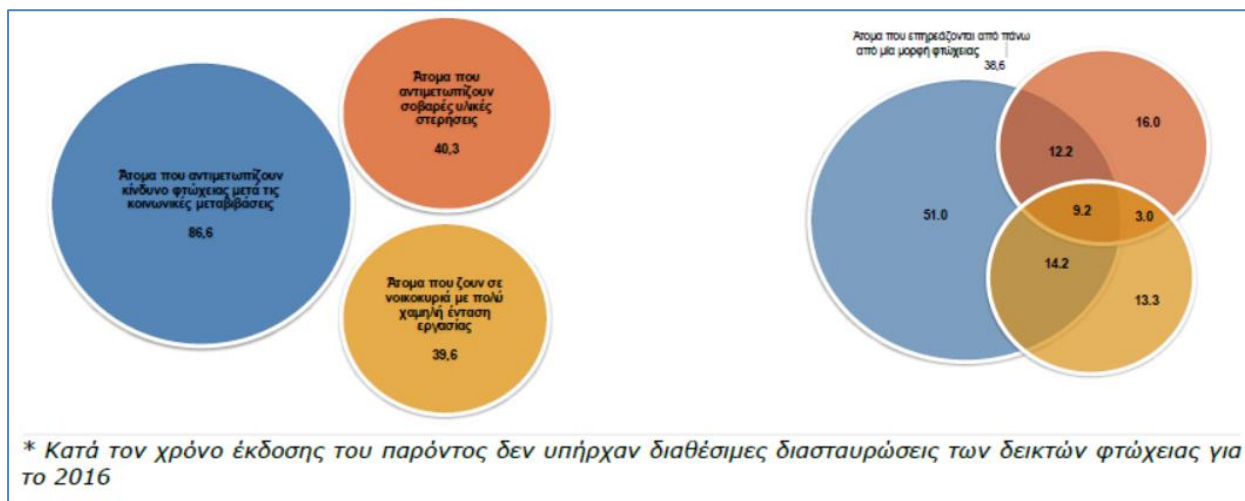 Άτομα που
αντιμετωπίζουν
σοβαρές υλικές
στερήσεις
40,3
Άτομα που αντιμετωπίζουν
κίνδυνο φτώχειας μετά τις
κοινωνικές μεταβιβάσεις
86,6
Άτομα που ζουν σε
νοικοκυριά με πολύ
χαμηλή ένταση
εργασίας
39,6
Άτομα που επηρεάζονται από πάνω
από μία μορφή φτώχειας
38,6
16.0
12.2
51.0
9.2
3.0
14.2
13.3
* Κατά τον χρόνο έκδοσης του παρόντος δεν υπήρχαν διαθέσιμες διασταυρώσεις των δεικτών φτώχειας για
το 2016